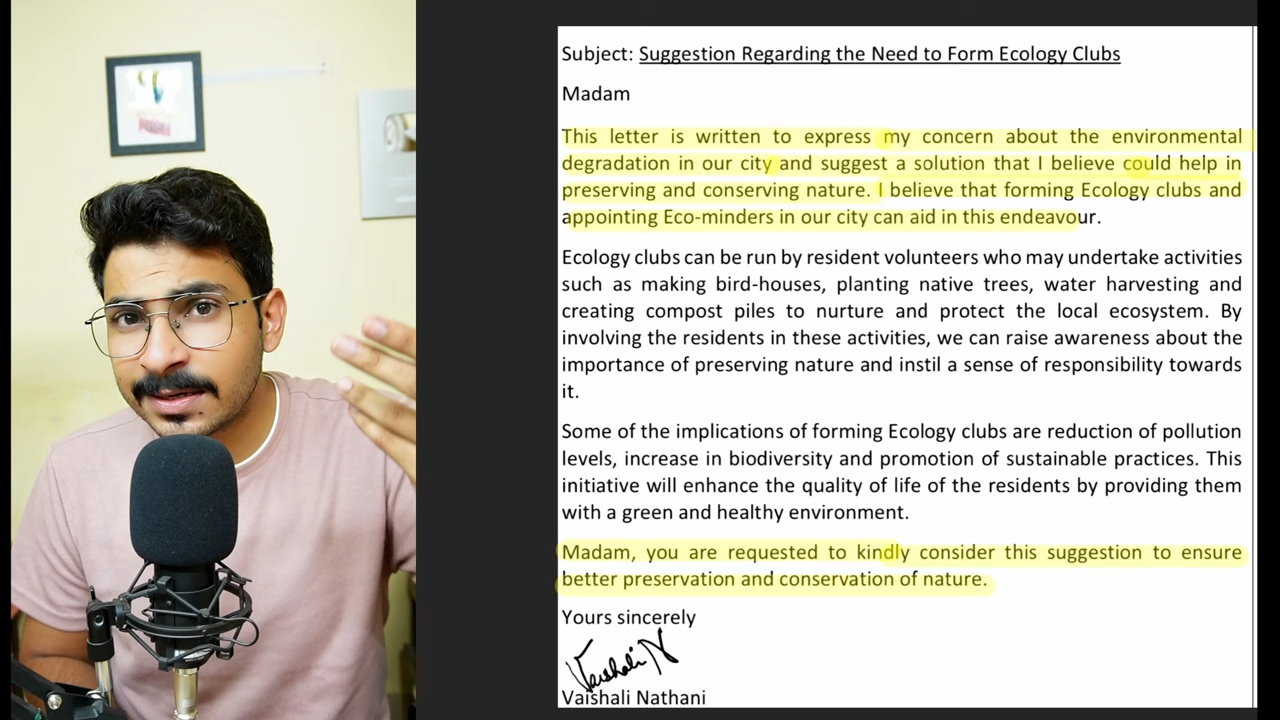 Subject: Suggestion Regarding the Need to Form Ecology Clubs
Madam
This letter is written to express my concern about the environmental
degradation in our city and suggest a solution that I believe could help in
preserving and conserving nature. I believe that forming Ecology clubs and
appointing Eco-minders in our city can aid in this endeavour.
Ecology clubs can be run by resident volunteers who may undertake activities
such as making bird-houses, planting native trees, water harvesting and
creating compost piles to nurture and protect the local ecosystem. By
involving the residents in these activities, we can raise awareness about the
importance of preserving nature and instil a sense of responsibility towards
it.
Some of the implications of forming Ecology clubs are reduction of pollution
levels, increase in biodiversity and promotion of sustainable practices. This
initiative will enhance the quality of life of the residents by providing them
with a green and healthy environment.
Madam, you are requested to kindly consider this suggestion to ensure
better preservation and conservation of nature.
Yours sincerely
Vaishali N
Vaishali Nathani